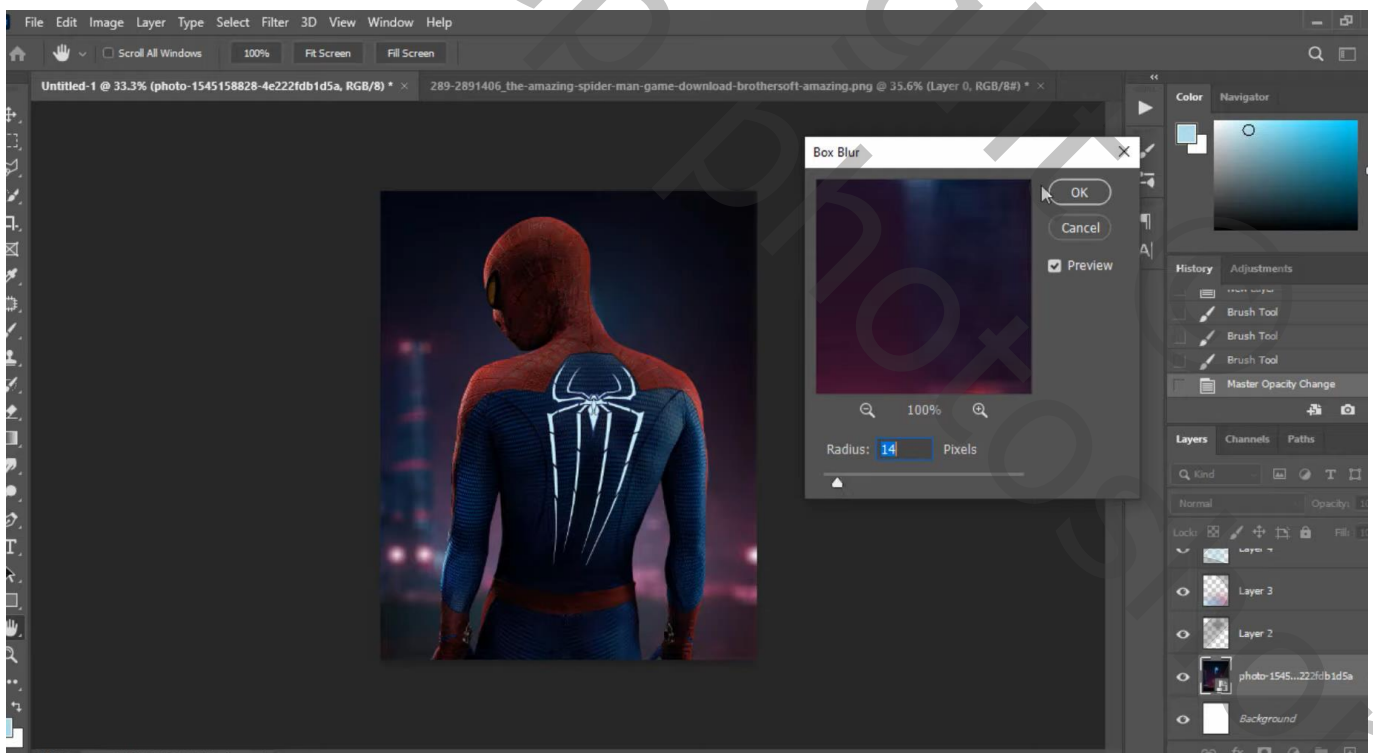 File Edit Image Layer Type Select Filter 3D View Window Help
Scroll All Windows 100% Fit Screen Fill Screen
Untitled-1 @ 33.3% (photo-1545158828-4e222fdb1d5a, RGB/8) * ×
289-2891406_the-amazing-spider-man-game-download-brothersoft-amazing.png @ 35.6% (Layer 0, RGB/8#) * ×
Color Navigator
Box Blur
OK
Cancel
Preview
100%
Radius: 14 Pixels
History Adjustments
New Layer
Brush Tool
Brush Tool
Brush Tool
Master Opacity Change
Layers Channels Paths
Kind
Normal Opacity:
Lock: Fill:
Layer 4
Layer 3
Layer 2
photo-1545...222fdb1d5a
Background